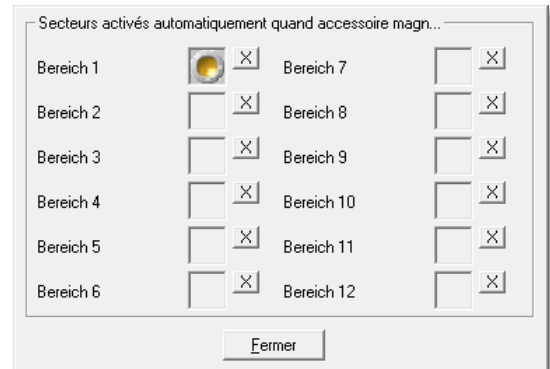 Secteurs activés automatiquement quand accessoire magn...
Bereich 1 X Bereich 7 X
Bereich 2 X Bereich 8 X
Bereich 3 X Bereich 9 X
Bereich 4 X Bereich 10 X
Bereich 5 X Bereich 11 X
Bereich 6 X Bereich 12 X
Fermer